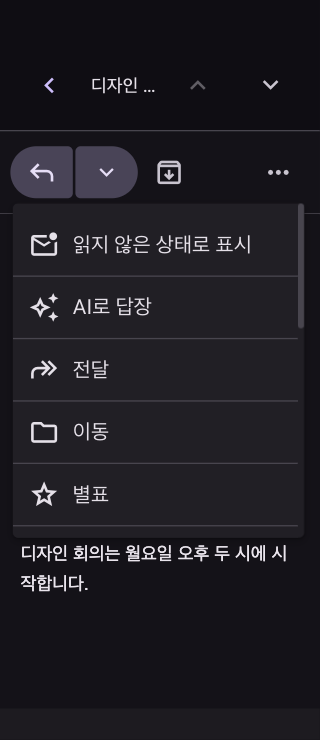 디자인 ...
읽지 않은 상태로 표시
AI로 답장
전달
이동
별표
디자인 회의는 월요일 오후 두 시에 시
작합니다.